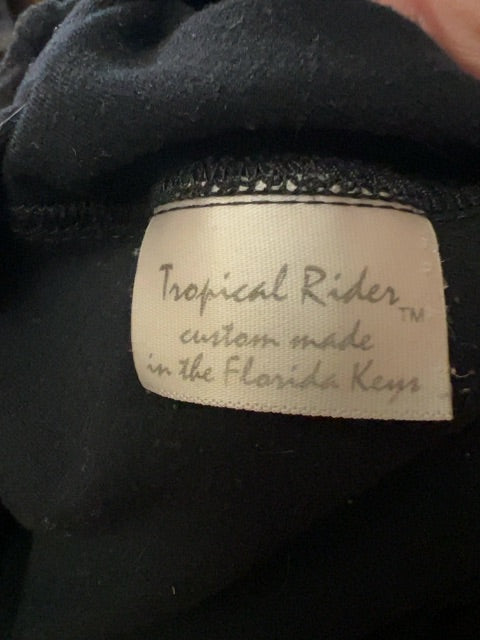 Tropical Rider™
custom made
in the Florida Keys